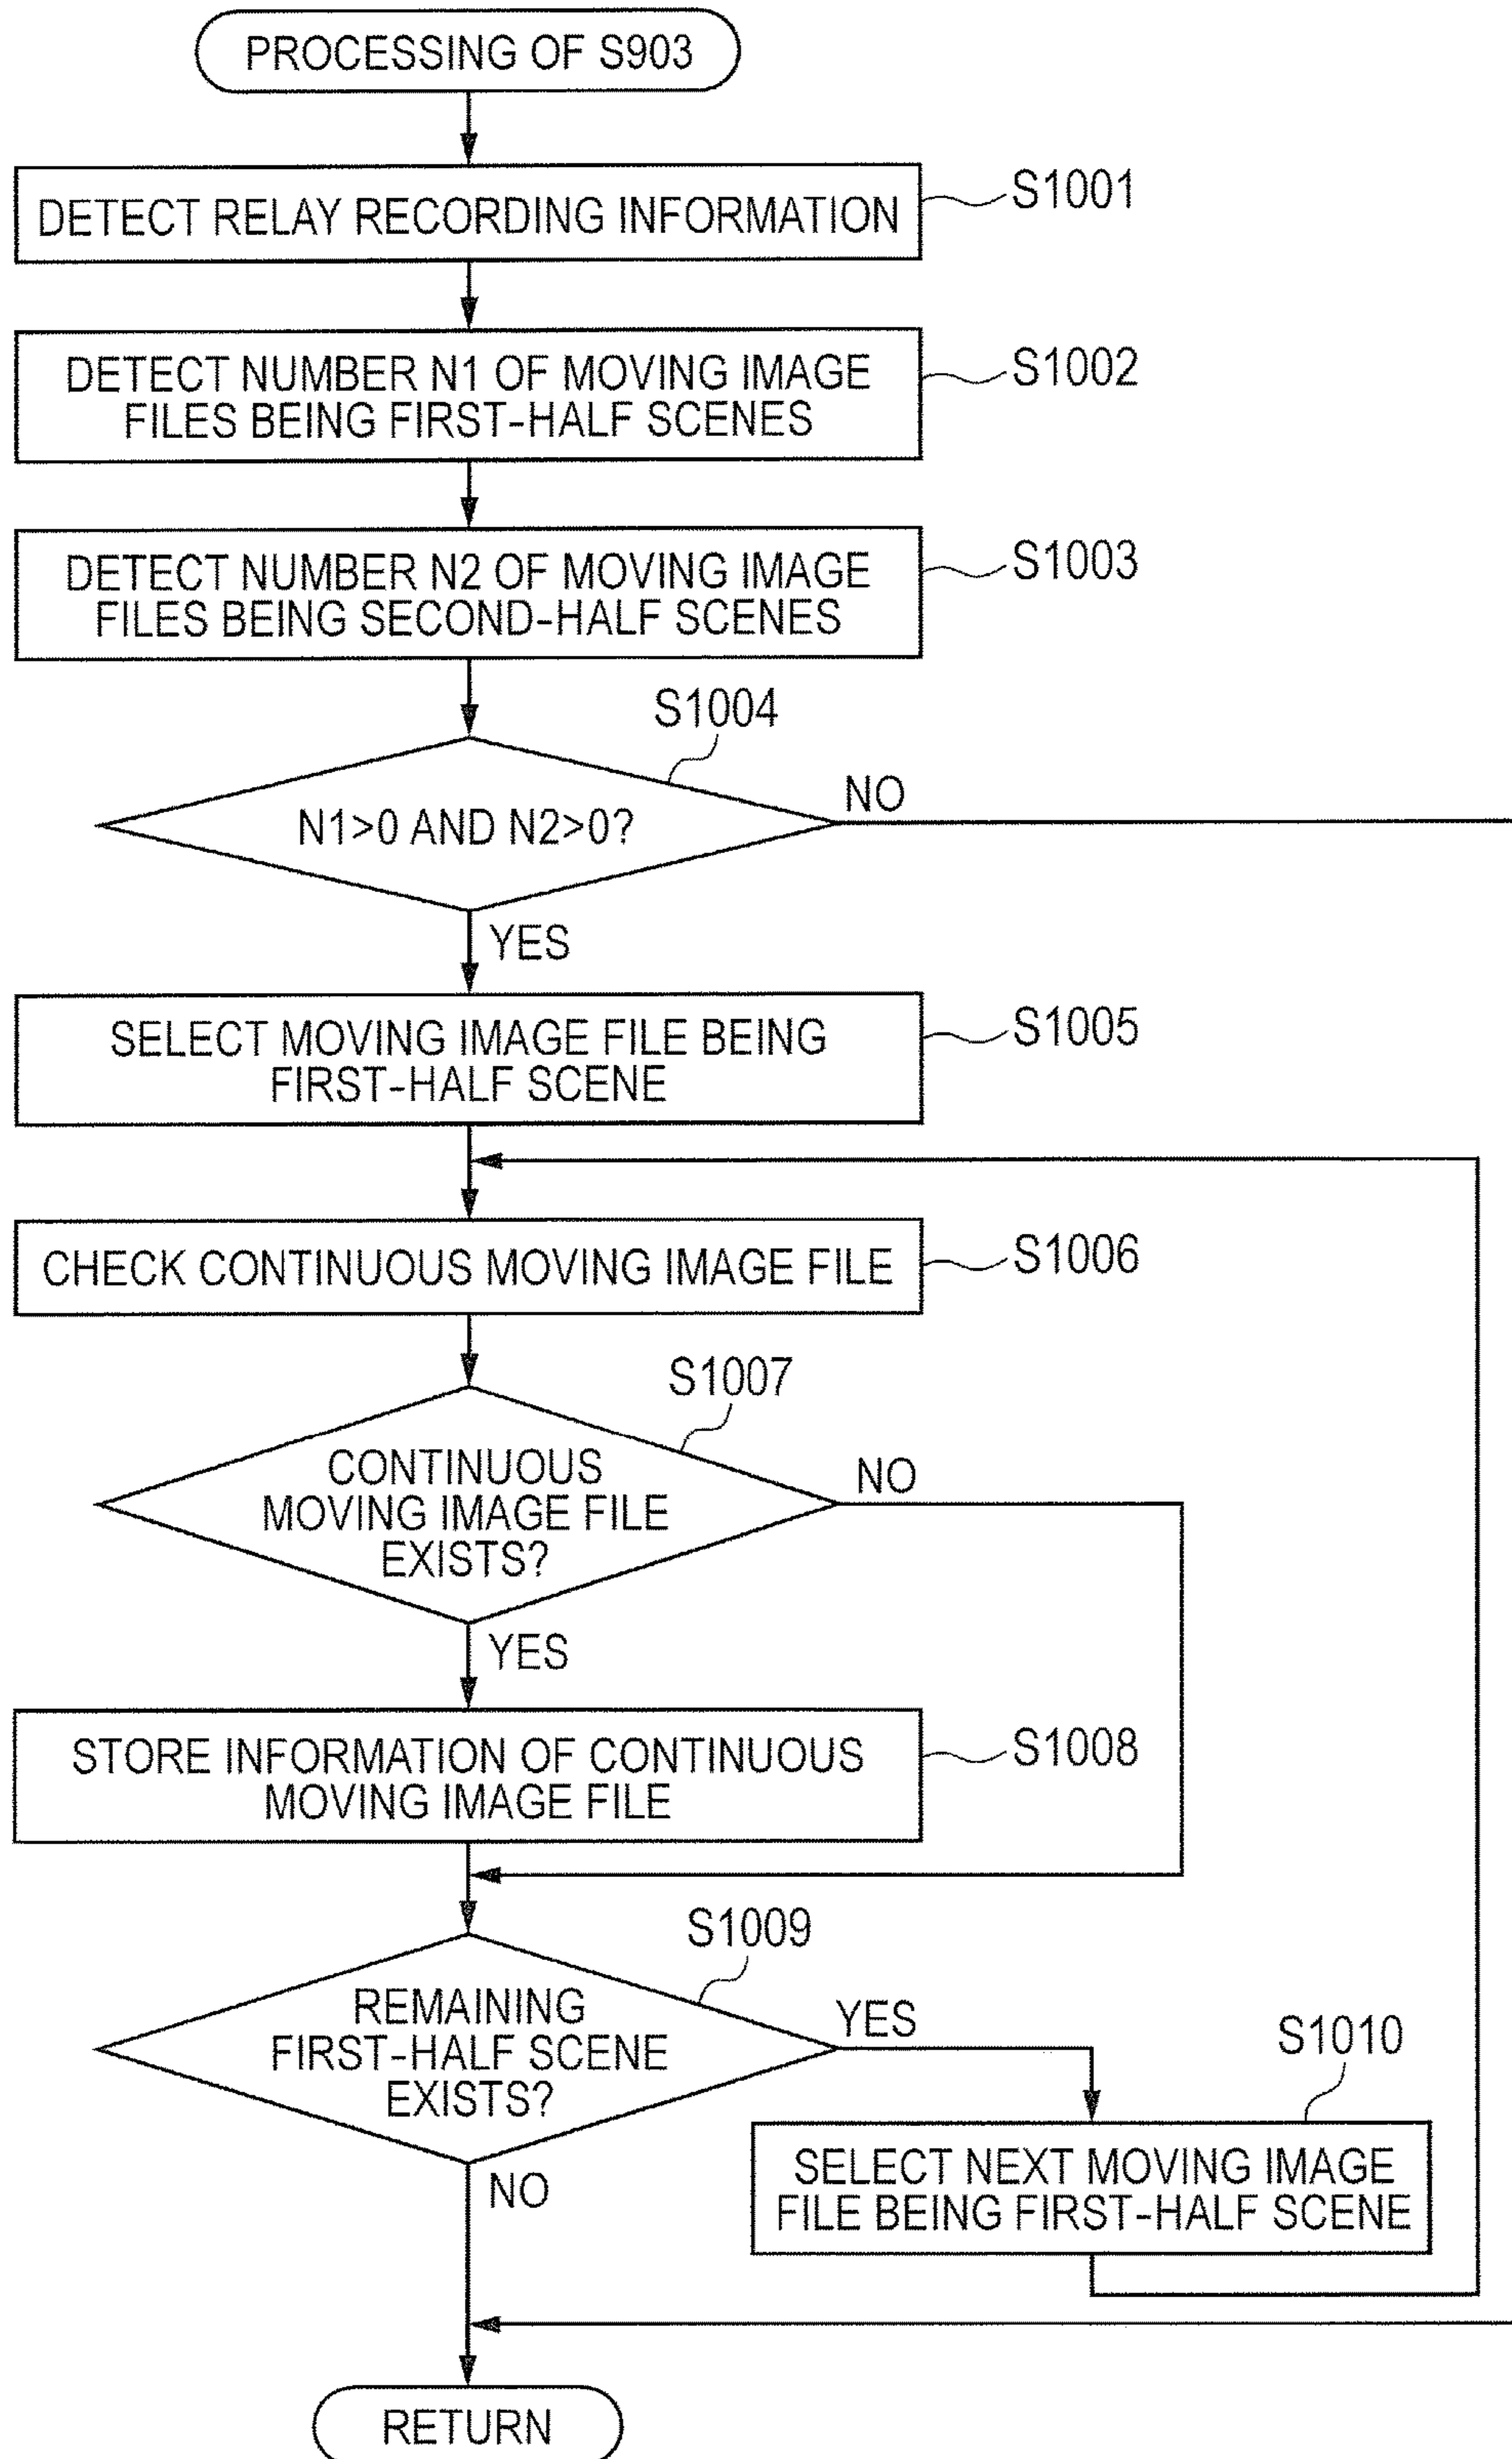 PROCESSING OF S903
DETECT RELAY RECORDING INFORMATION
S1001
DETECT NUMBER N1 OF MOVING IMAGE
FILES BEING FIRST-HALF SCENES
S1002
DETECT NUMBER N2 OF MOVING IMAGE
FILES BEING SECOND-HALF SCENES
S1003
S1004
N1>0 AND N2>0?
NO
YES
SELECT MOVING IMAGE FILE BEING
FIRST-HALF SCENE
S1005
CHECK CONTINUOUS MOVING IMAGE FILE
S1006
S1007
CONTINUOUS
MOVING IMAGE FILE
EXISTS?
NO
YES
STORE INFORMATION OF CONTINUOUS
MOVING IMAGE FILE
S1008
S1009
REMAINING
FIRST-HALF SCENE
EXISTS?
YES
NO
S1010
SELECT NEXT MOVING IMAGE
FILE BEING FIRST-HALF SCENE
RETURN